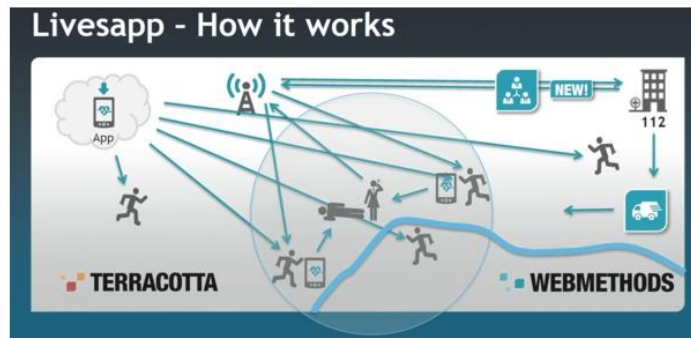 Livesapp – How it works
App
NEW!
112
TERRACOTTA
WEBMETHODS